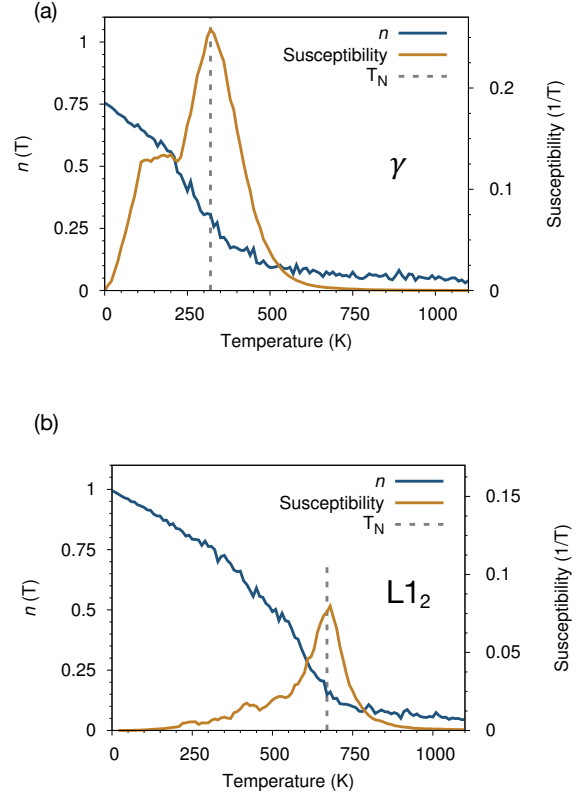 (a)
n
Susceptibility
T_N
γ
n (T)
1
0.75
0.5
0.25
0
0.2
0.1
0
Susceptibility (1/T)
0 250 500 750 1000
Temperature (K)
(b)
n
Susceptibility
T_N
L1₂
n (T)
1
0.75
0.5
0.25
0
0.15
0.1
0.05
0
Susceptibility (1/T)
0 250 500 750 1000
Temperature (K)